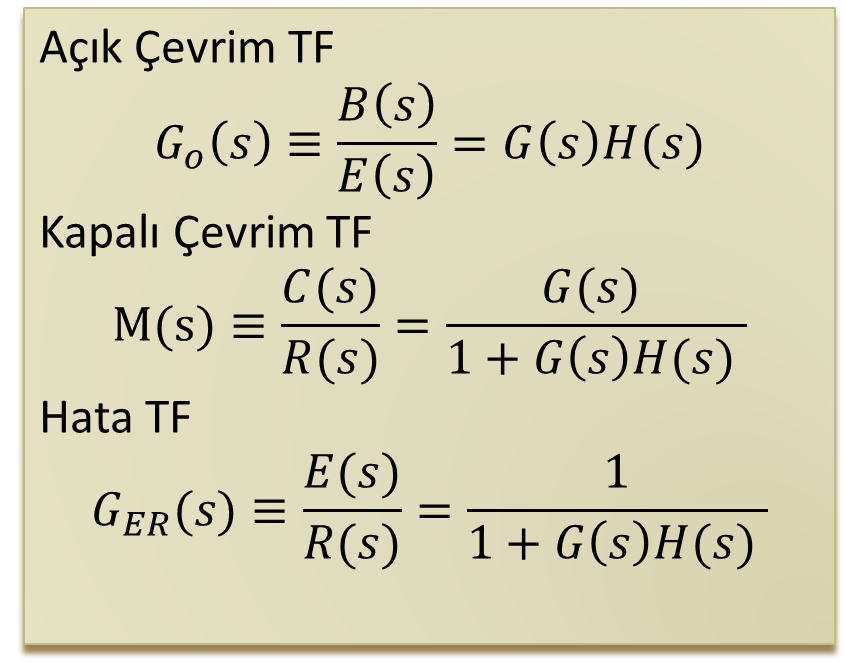 Açık Çevrim TF
G_o(s) ≡ B(s)/E(s) = G(s)H(s)
Kapalı Çevrim TF
M(s) ≡ C(s)/R(s) = G(s)/(1 + G(s)H(s))
Hata TF
G_ER(s) ≡ E(s)/R(s) = 1/(1 + G(s)H(s))